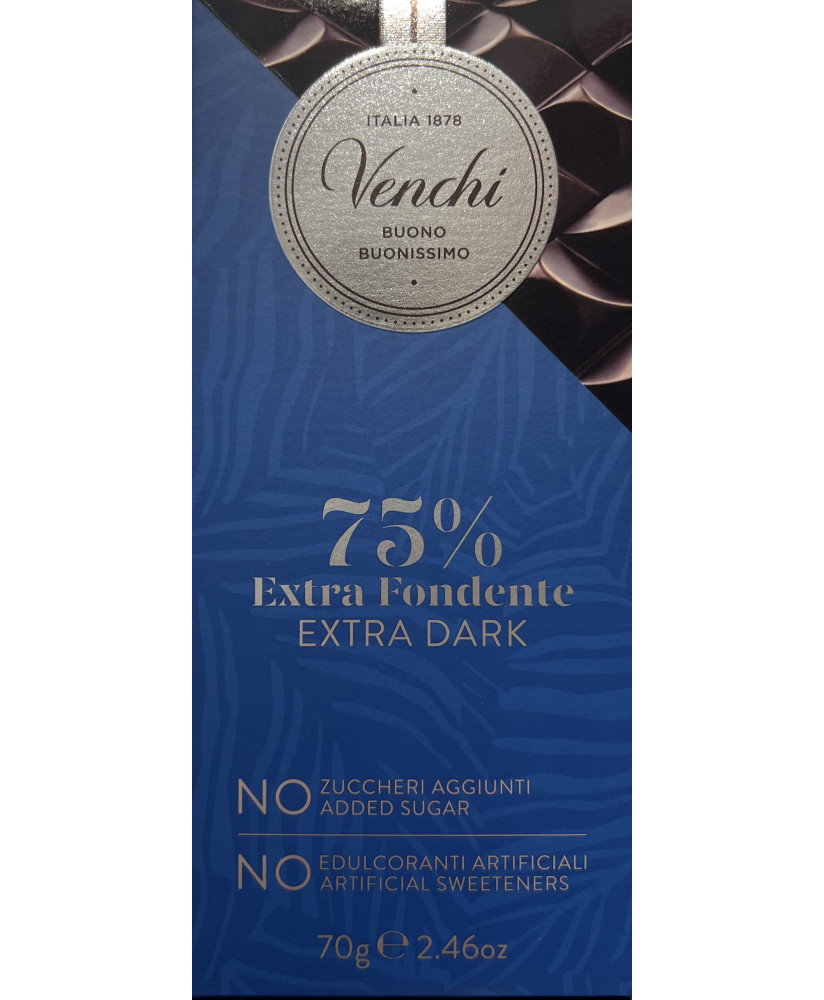 ITALIA 1878
Venchi
BUONO
BUONISSIMO
75%
Extra Fondente
EXTRA DARK
NO ZUCCHERI AGGIUNTI
ADDED SUGAR
NO EDULCORANTI ARTIFICIALI
ARTIFICIAL SWEETENERS
70g ℮ 2.46oz